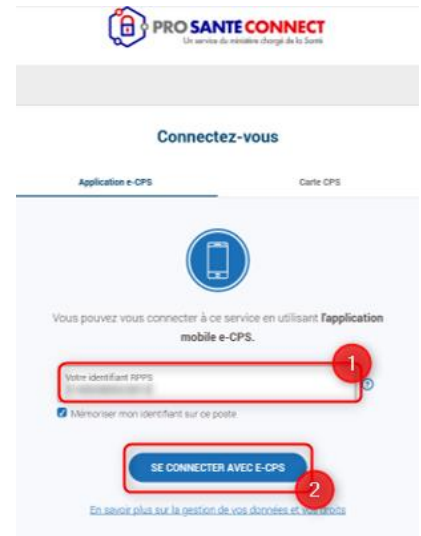 PRO SANTE CONNECT
Un service du ministère chargé de la Santé
Connectez-vous
Application e-CPS
Carte CPS
Vous pouvez vous connecter à ce service en utilisant l'application
mobile e-CPS.
1
Votre identifiant RPPS
?
Mémoriser mon identifiant sur ce poste
SE CONNECTER AVEC E-CPS
2
En savoir plus sur la gestion de vos données et vos droits